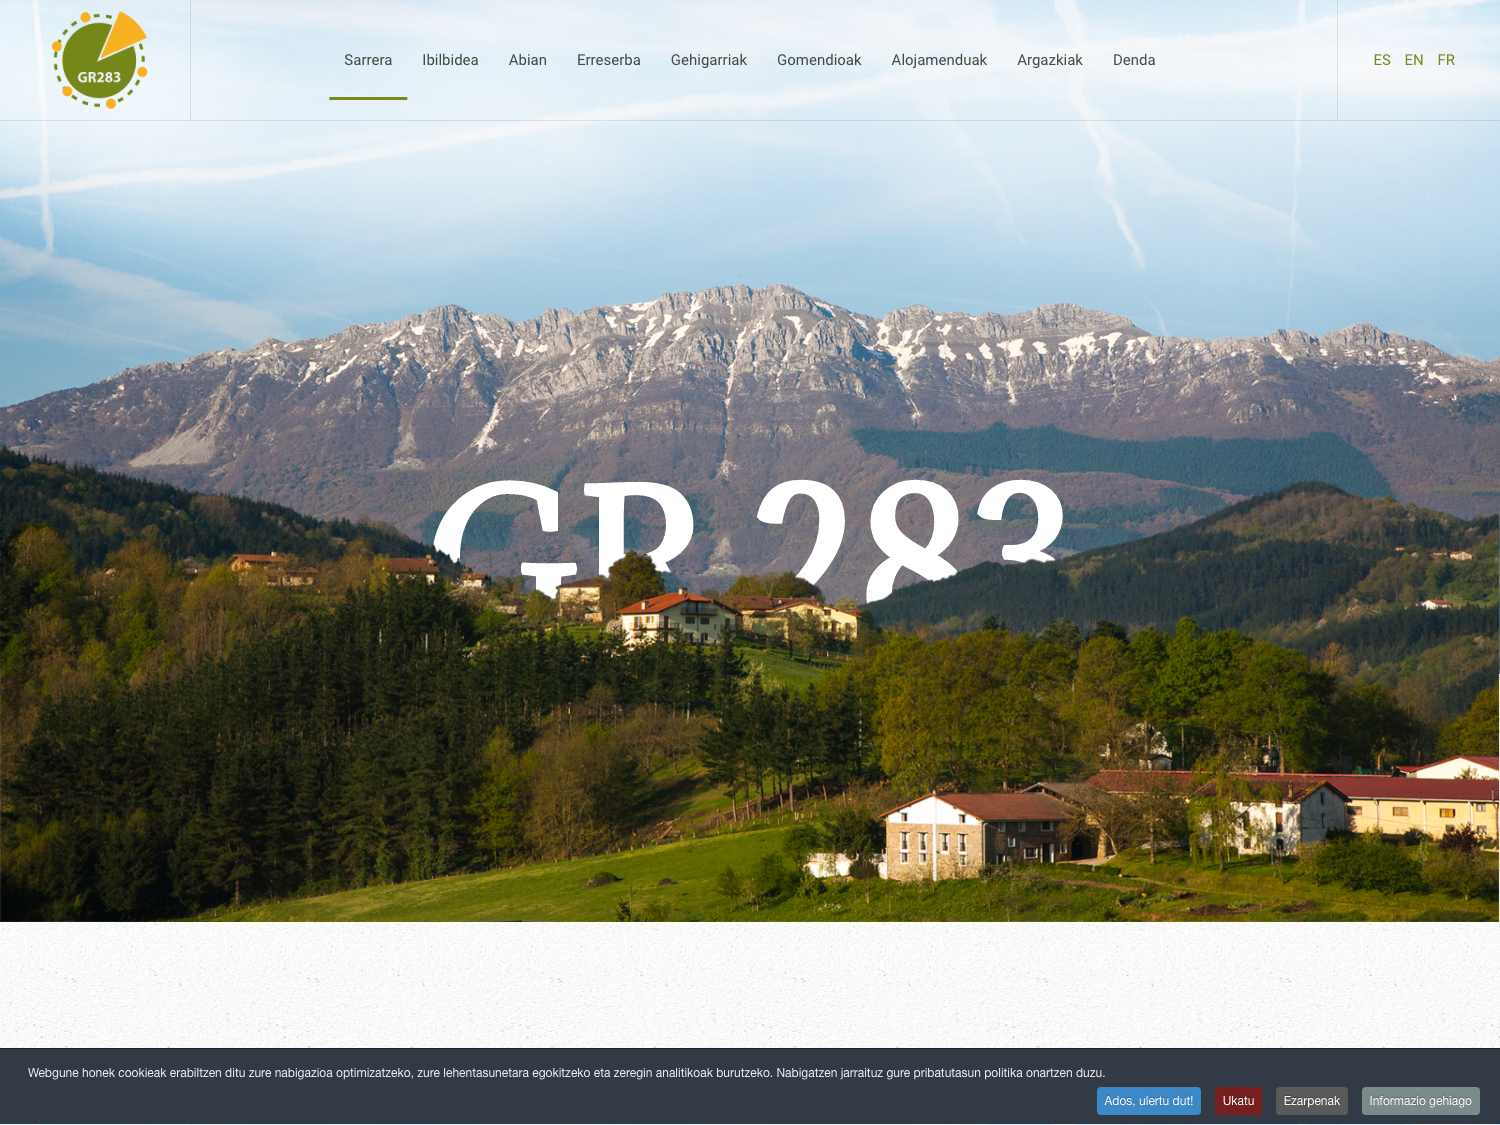 GR283
Sarrera Ibilbidea Abian Erreserba Gehigarriak Gomendioak Alojamenduak Argazkiak Denda
ES EN FR
GR 283
Webgune honek cookieak erabiltzen ditu zure nabigazioa optimizatzeko, zure lehentasunetara egokitzeko eta zeregin analitikoak burutzeko. Nabigatzen jarraituz gure pribatutasun politika onartzen duzu.
Ados, ulertu dut! Ukatu Ezarpenak Informazio gehiago